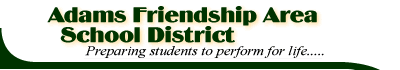 Adams Friendship Area
School District
Preparing students to perform for life.....